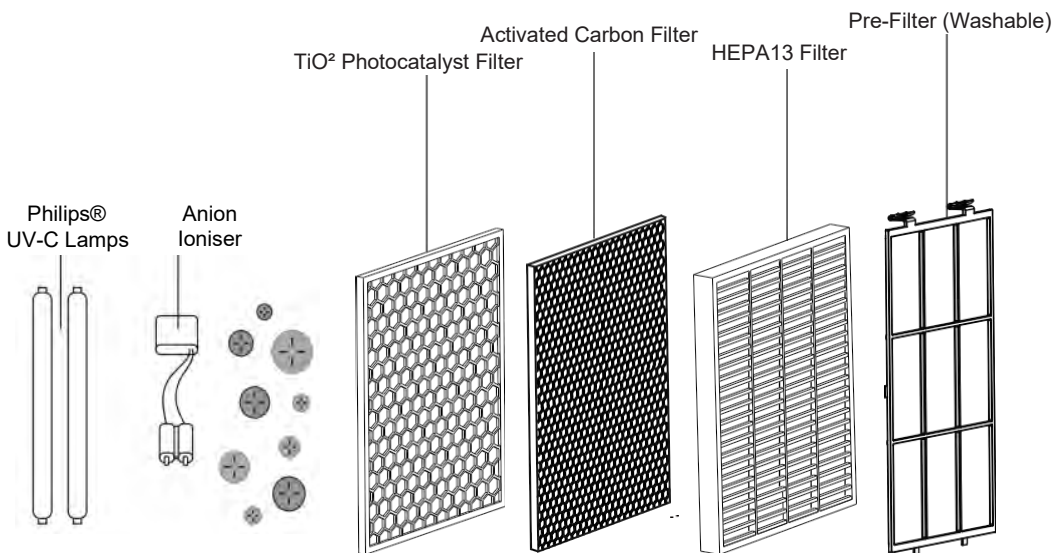 Pre-Filter (Washable)
Activated Carbon Filter
HEPA13 Filter
TiO² Photocatalyst Filter
Philips®
UV-C Lamps
Anion
Ioniser